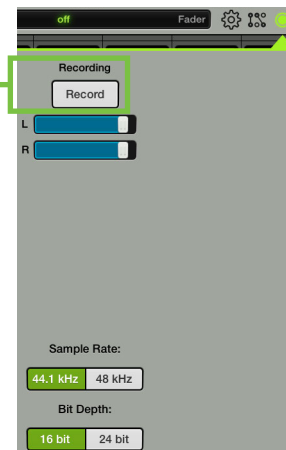 off Fader
Recording
Record
L
R
Sample Rate:
44.1 kHz 48 kHz
Bit Depth:
16 bit 24 bit